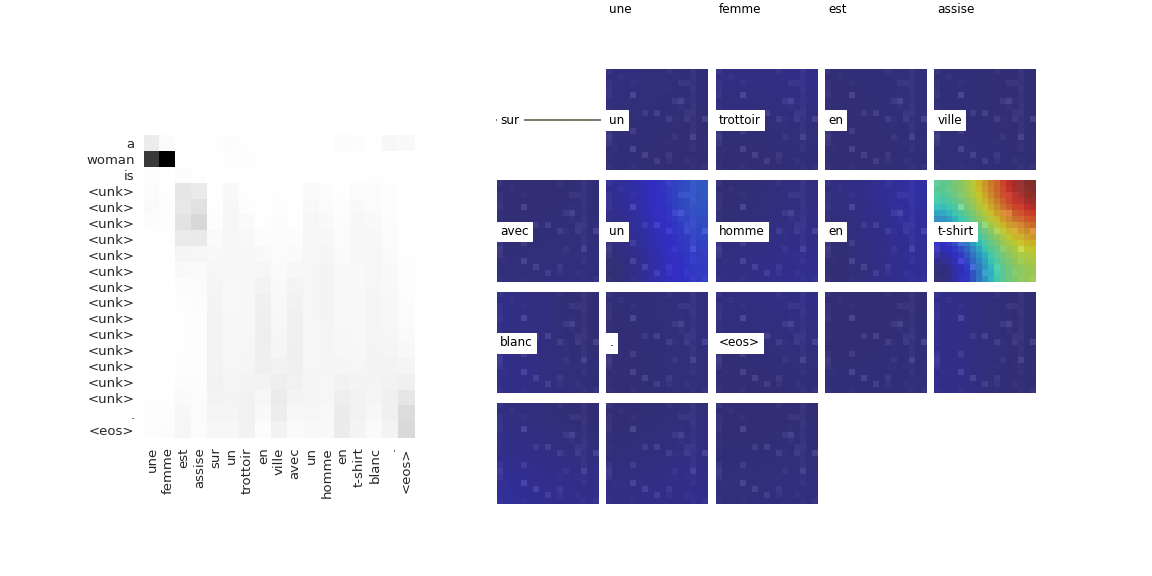 une femme est assise
sur un trottoir en ville
avec un homme en t-shirt
blanc . <eos>
a
woman
is
<unk>
<unk>
<unk>
<unk>
<unk>
<unk>
<unk>
<unk>
<unk>
<unk>
<unk>
<unk>
<unk>
<unk>
.
<eos>
une
femme
est
assise
sur
un
trottoir
en
ville
avec
un
homme
en
t-shirt
blanc
.
<eos>